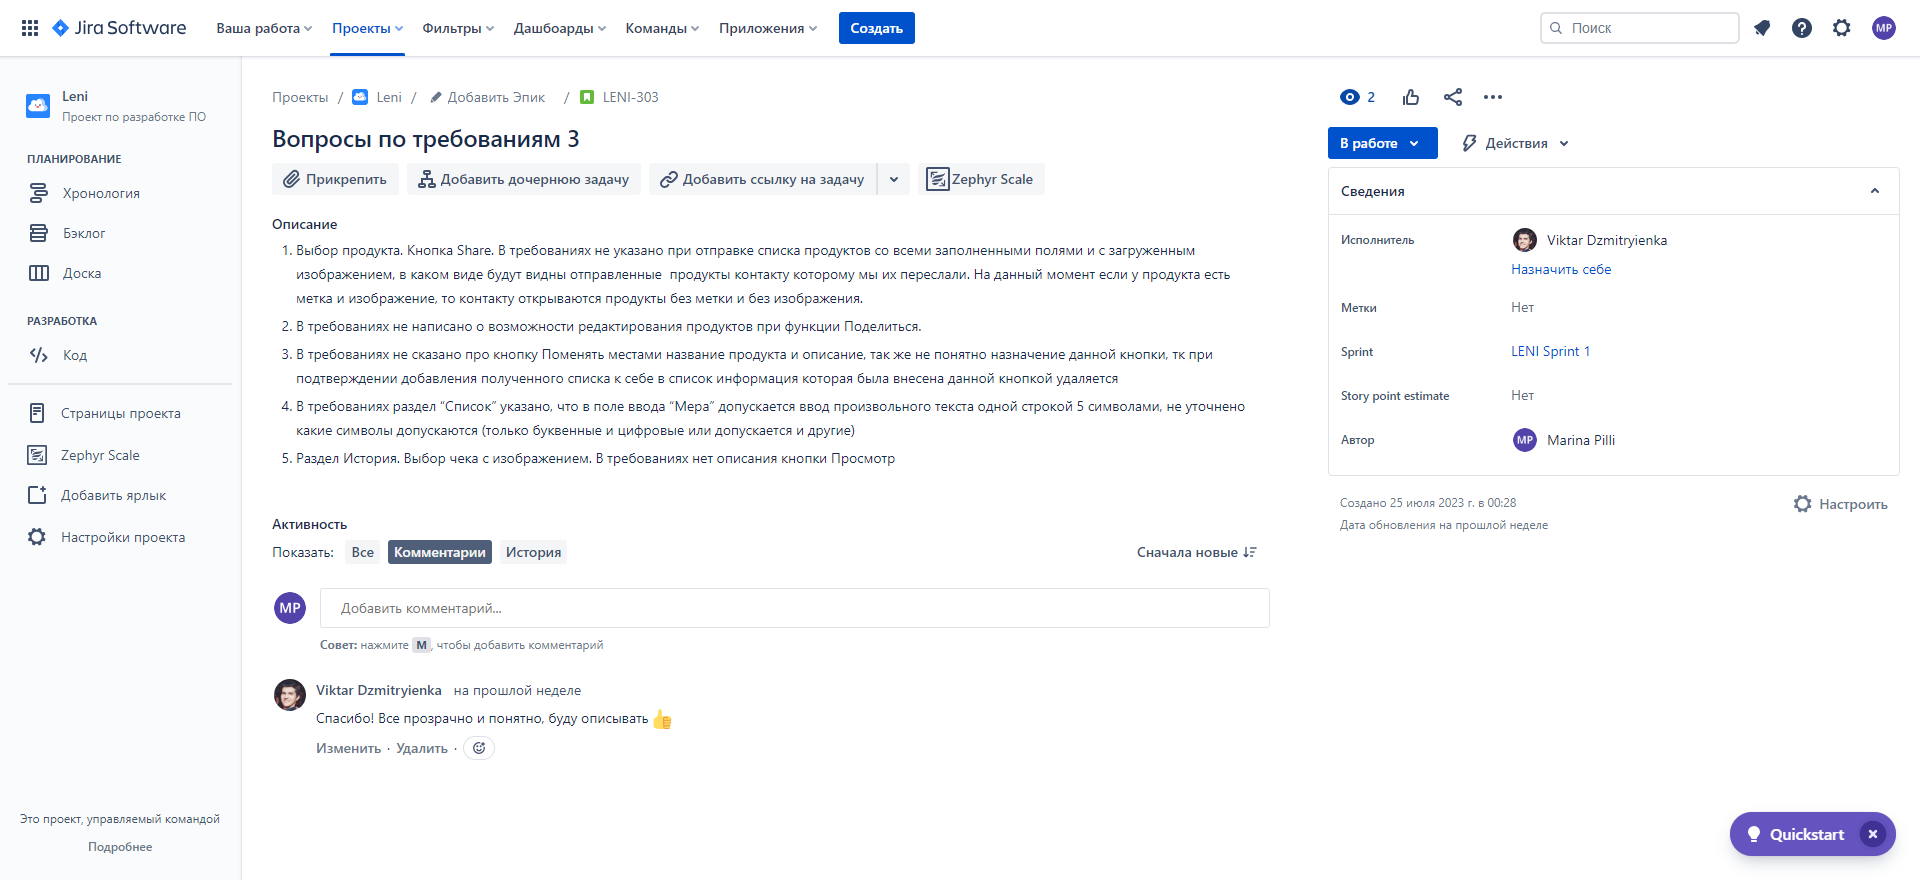 Jira Software
Ваша работа
Проекты
Фильтры
Дашборды
Команды
Приложения
Создать
Поиск
MP
Leni
Проект по разработке ПО
ПЛАНИРОВАНИЕ
Хронология
Бэклог
Доска
РАЗРАБОТКА
Код
Страницы проекта
Zephyr Scale
Добавить ярлык
Настройки проекта
Это проект, управляемый командой
Подробнее
Проекты / Leni / Добавить Эпик / LENI-303
Вопросы по требованиям 3
Прикрепить
Добавить дочернюю задачу
Добавить ссылку на задачу
Zephyr Scale
Описание
1. Выбор продукта. Кнопка Share. В требованиях не указано при отправке списка продуктов со всеми заполненными полями и с загруженным
изображением, в каком виде будут видны отправленные продукты контакту которому мы их переслали. На данный момент если у продукта есть
метка и изображение, то контакту открываются продукты без метки и без изображения.
2. В требованиях не написано о возможности редактирования продуктов при функции Поделиться.
3. В требованиях не сказано про кнопку Поменять местами название продукта и описание, так же не понятно назначение данной кнопки, тк при
подтверждении добавления полученного списка к себе в список информация которая была внесена данной кнопкой удаляется
4. В требованиях раздел “Список” указано, что в поле ввода “Мера” допускается ввод произвольного текста одной строкой 5 символами, не уточнено
какие символы допускаются (только буквенные и цифровые или допускается и другие)
5. Раздел История. Выбор чека с изображением. В требованиях нет описания кнопки Просмотр
Активность
Показать:
Все
Комментарии
История
Сначала новые
MP
Добавить комментарий...
Совет: нажмите M, чтобы добавить комментарий
Viktar Dzmitryienka на прошлой неделе
Спасибо! Все прозрачно и понятно, буду описывать
Изменить · Удалить ·
2
В работе
Действия
Сведения
Исполнитель
Viktar Dzmitryienka
Назначить себе
Метки
Нет
Sprint
LENI Sprint 1
Story point estimate
Нет
Автор
MP Marina Pilli
Создано 25 июля 2023 г. в 00:28
Дата обновления на прошлой неделе
Настроить
Quickstart